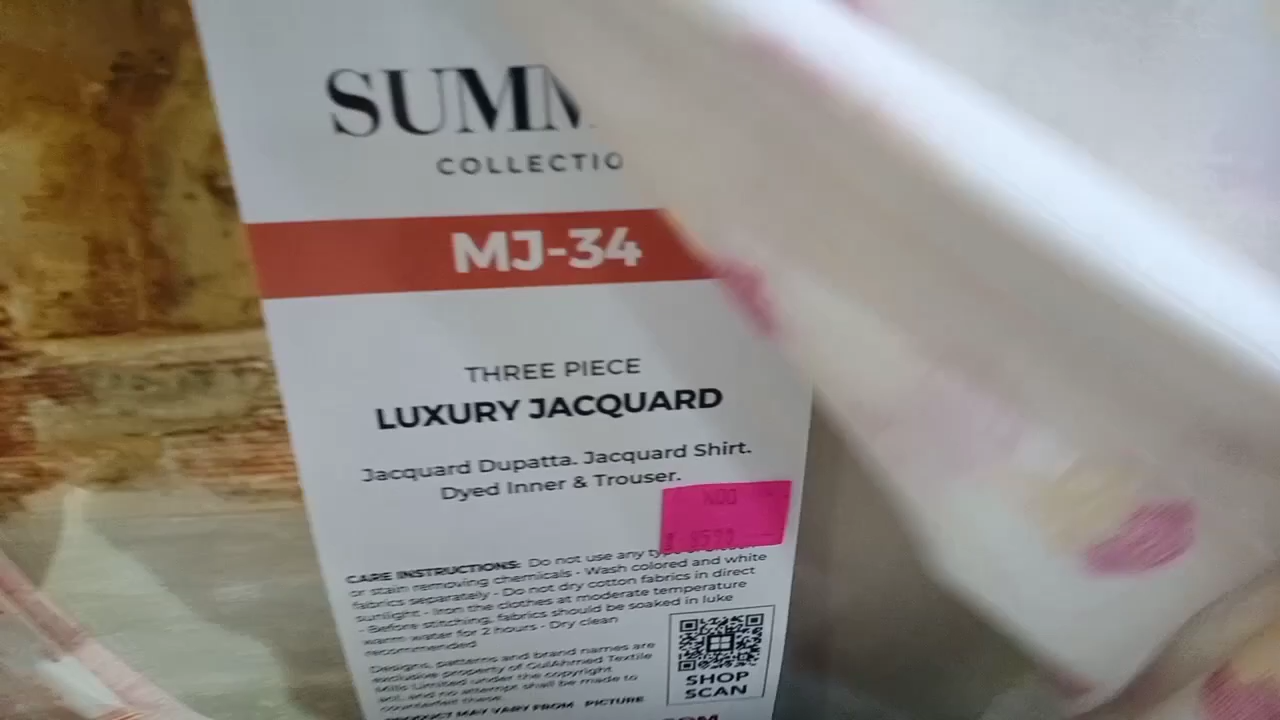 SUMM
COLLECTIO
MJ-34
THREE PIECE
LUXURY JACQUARD
Jacquard Dupatta. Jacquard Shirt.
Dyed Inner & Trouser.
CARE INSTRUCTIONS: Do not use any
or stain removing chemicals - Wash colored and white
fabrics separately - Do not dry cotton fabrics in direct
sunlight - Iron the clothes at moderate temperature
- Before stitching, fabrics should be soaked in luke
warm water for 2 hours - Dry clean
recommended
Designs, patterns and brand names are
exclusive property of GulAhmed Textile
Mills Limited under the copyright
act, and no attempt shall be made to
counterfeit these.
PRODUCT MAY VARY FROM PICTURE
SHOP
SCAN